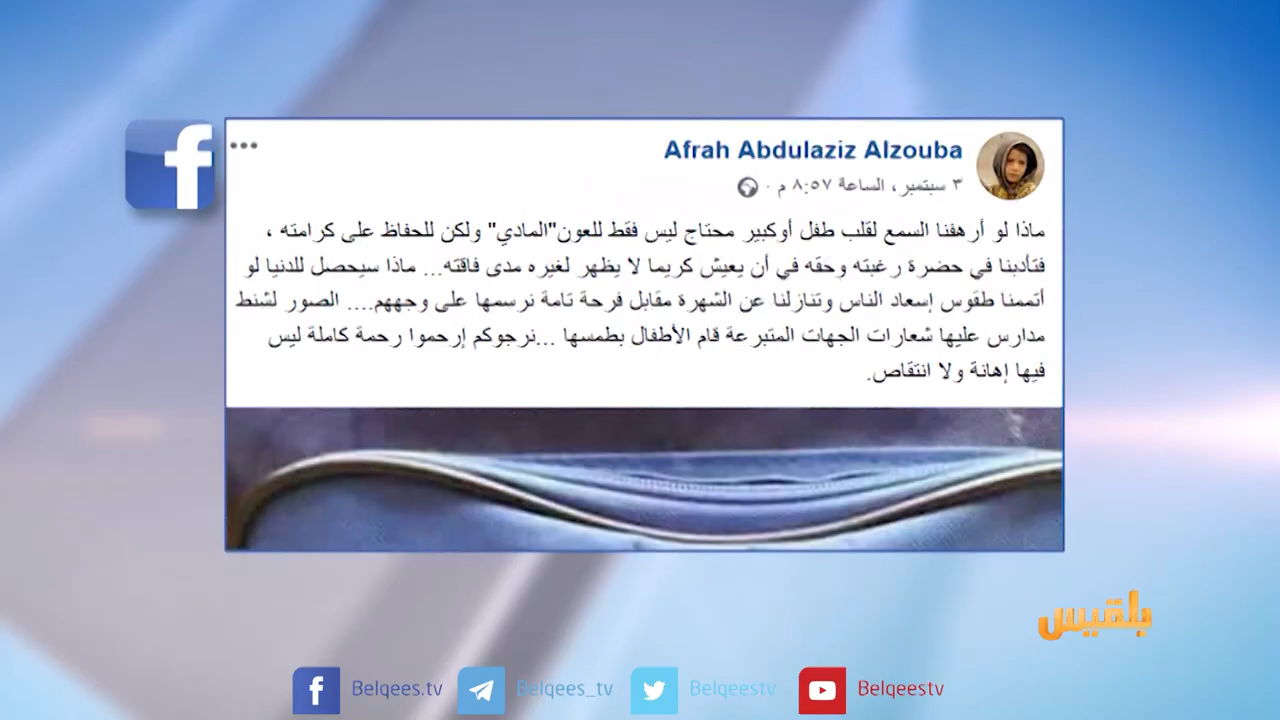 Afrah Abdulaziz Alzouba
٣ سبتمبر، الساعة ٨:٥٧ م ·
ماذا لو أرهفنا السمع لقلب طفل أوكبير محتاج ليس فقط للعون"المادي" ولكن للحفاظ على كرامته ،
فتأدبنا في حضرة رغبته وحقه في أن يعيش كريما لا يظهر لغيره مدى فاقته... ماذا سيحصل للدنيا لو
أتممنا طقوس إسعاد الناس وتنازلنا عن الشهرة مقابل فرحة تامة نرسمها على وجههم.... الصور لشنط
مدارس عليها شعارات الجهات المتبرعة قام الأطفال بطمسها ...نرجوكم إرحموا رحمة كاملة ليس
فيها إهانة ولا انتقاص.
بلقيس
Belqees.tv
Belqees_tv
Belqeestv
Belqeestv